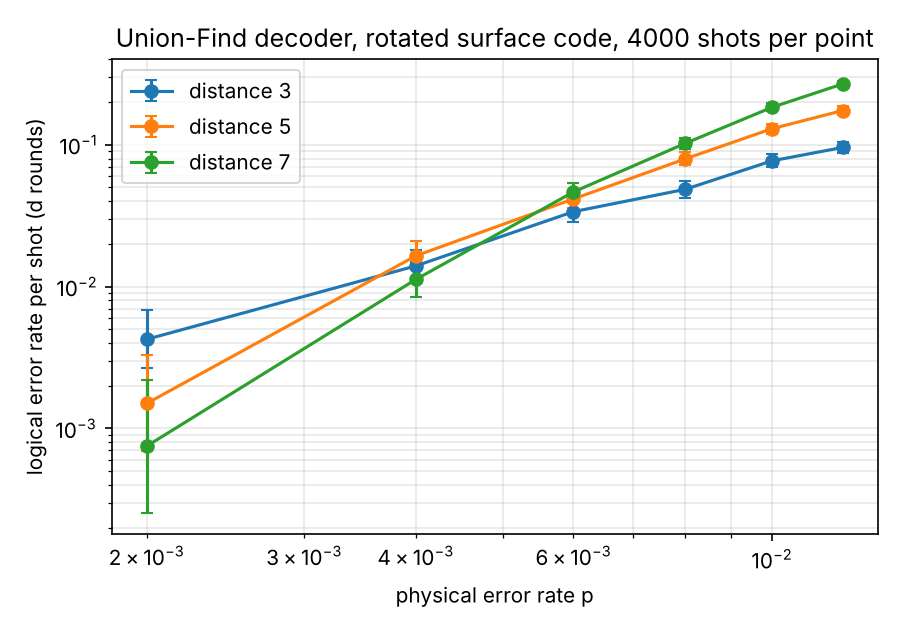 Union-Find decoder, rotated surface code, 4000 shots per point
distance 3
distance 5
distance 7
logical error rate per shot (d rounds)
10⁻¹
10⁻²
10⁻³
2 × 10⁻³
3 × 10⁻³
4 × 10⁻³
6 × 10⁻³
10⁻²
physical error rate p